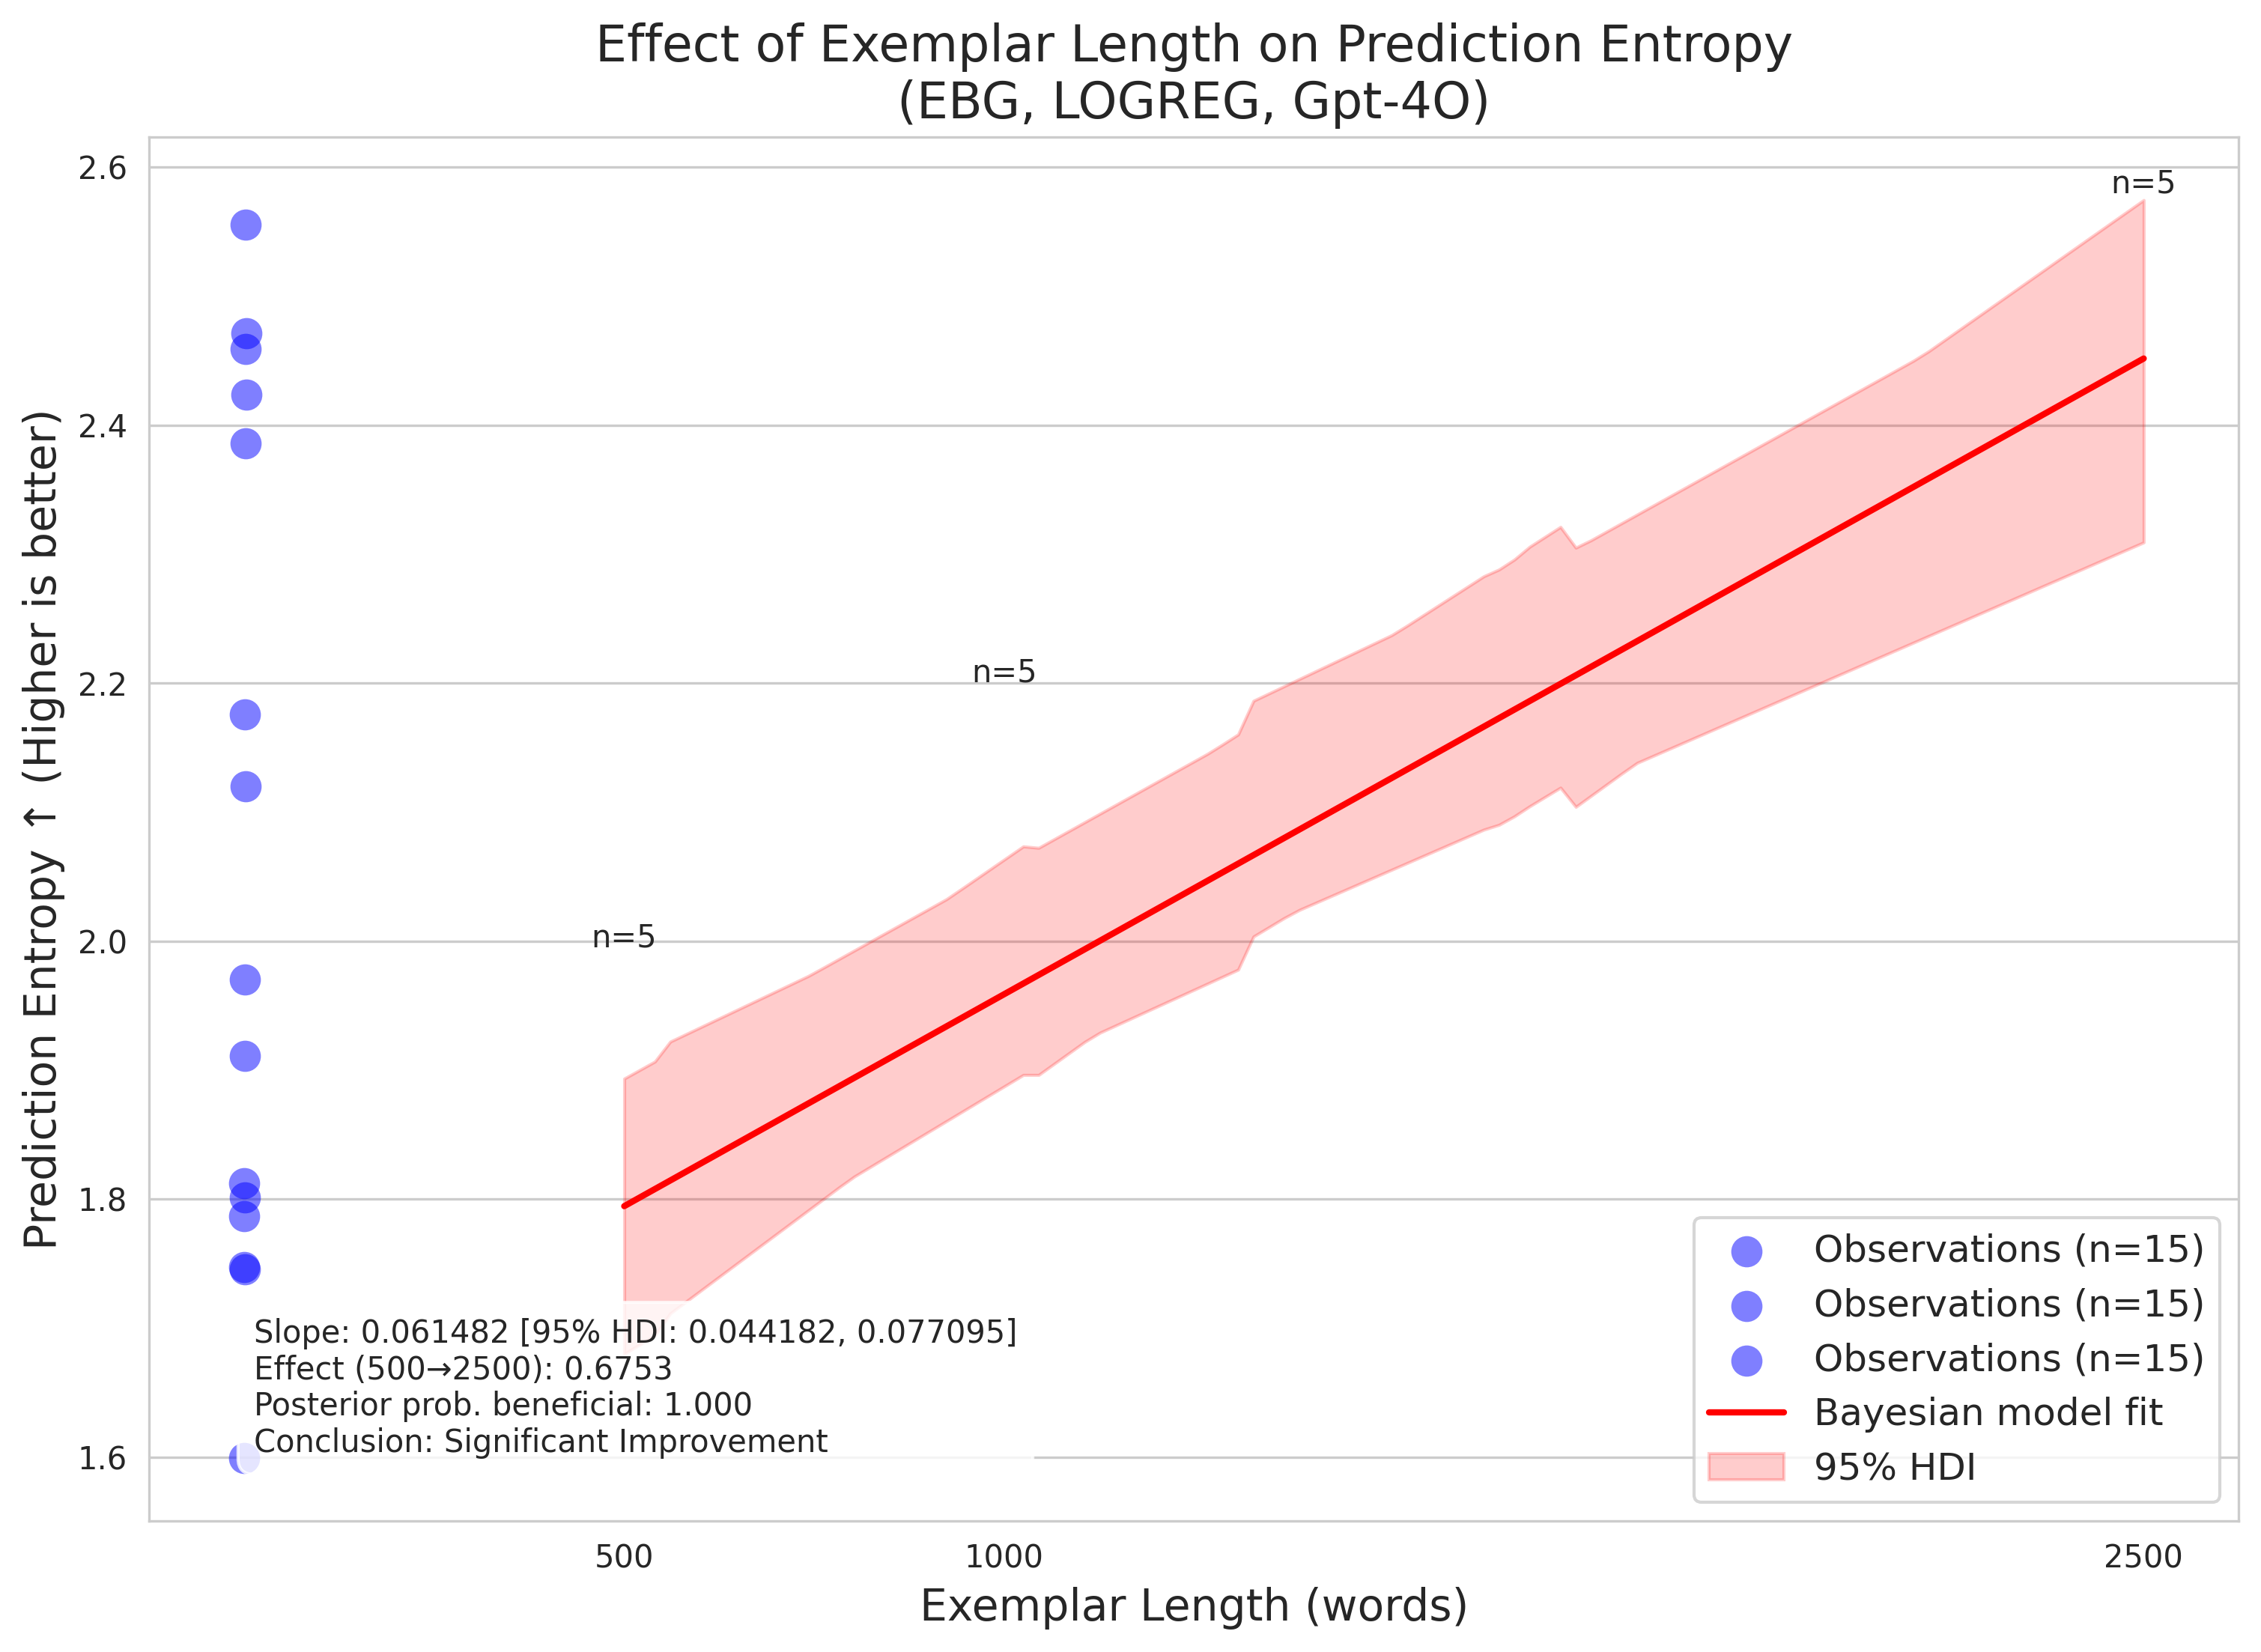 Effect of Exemplar Length on Prediction Entropy
(EBG, LOGREG, Gpt-4O)
Prediction Entropy ↑ (Higher is better)
2.6
2.4
2.2
2.0
1.8
1.6
n=5
n=5
n=5
Slope: 0.061482 [95% HDI: 0.044182, 0.077095]
Effect (500→2500): 0.6753
Posterior prob. beneficial: 1.000
Conclusion: Significant Improvement
Observations (n=15)
Observations (n=15)
Observations (n=15)
Bayesian model fit
95% HDI
500
1000
2500
Exemplar Length (words)